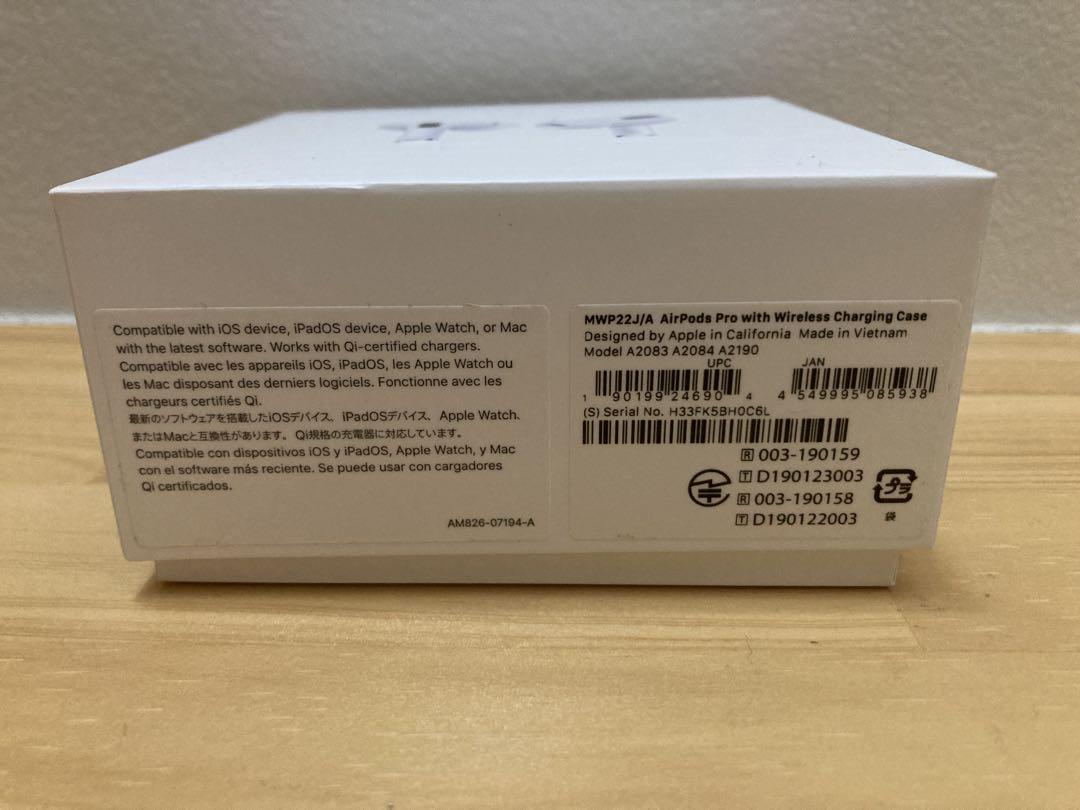 Compatible with iOS device, iPadOS device, Apple Watch, or Mac
with the latest software. Works with Qi-certified chargers.
Compatible avec les appareils iOS, iPadOS, les Apple Watch ou
les Mac disposant des derniers logiciels. Fonctionne avec les
chargeurs certifiés Qi.
最新のソフトウェアを搭載したiOSデバイス、iPadOSデバイス、Apple Watch、
またはMacと互換性があります。Qi規格の充電器に対応しています。
Compatible con dispositivos iOS y iPadOS, Apple Watch, y Mac
con el software más reciente. Se puede usar con cargadores
Qi certificados.
AM826-07194-A
MWP22J/A AirPods Pro with Wireless Charging Case
Designed by Apple in California Made in Vietnam
Model A2083 A2084 A2190
UPC JAN
1 90199 24690 4 4 549995 085938
(S) Serial No. H33FK5BH0C6L
R 003-190159
T D190123003
R 003-190158
T D190122003
プラ
袋